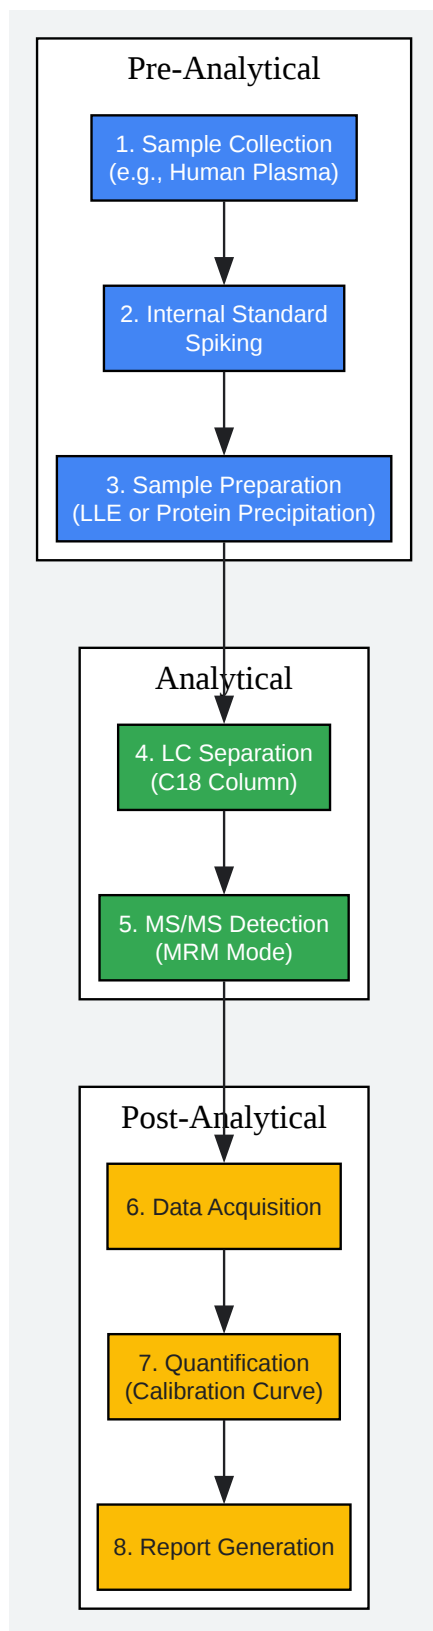 Pre-Analytical
1. Sample Collection
(e.g., Human Plasma)
2. Internal Standard
Spiking
3. Sample Preparation
(LLE or Protein Precipitation)
Analytical
4. LC Separation
(C18 Column)
5. MS/MS Detection
(MRM Mode)
Post-Analytical
6. Data Acquisition
7. Quantification
(Calibration Curve)
8. Report Generation